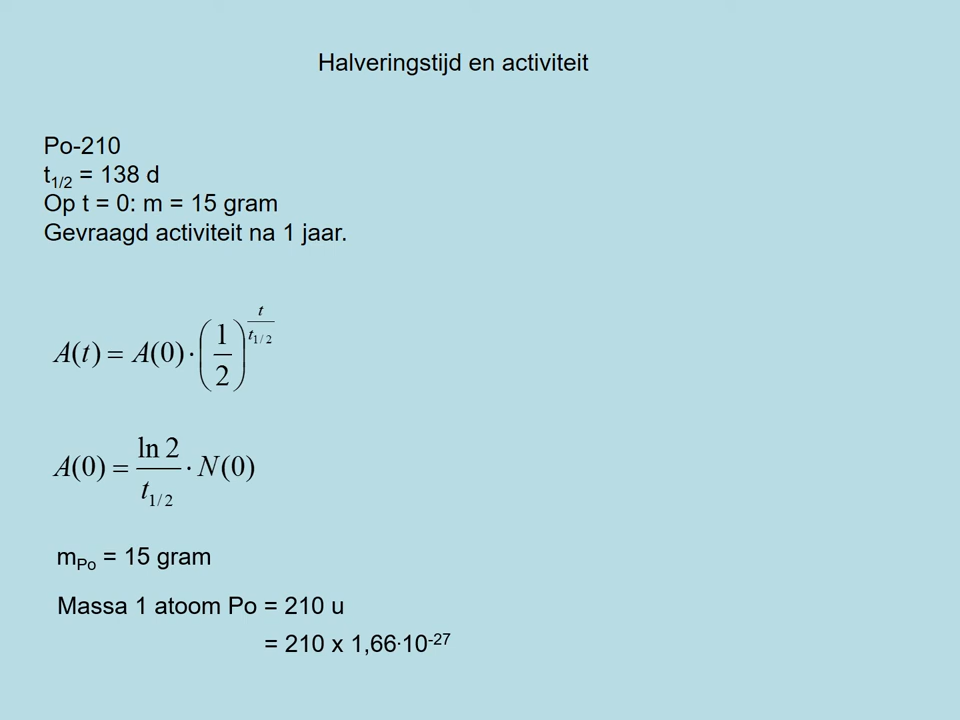 Halveringstijd en activiteit
Po-210
t1/2 = 138 d
Op t = 0: m = 15 gram
Gevraagd activiteit na 1 jaar.
A(t) = A(0) · (1/2)^(t/t1/2)
A(0) = ln 2/t1/2 · N(0)
mPo = 15 gram
Massa 1 atoom Po = 210 u
= 210 x 1,66·10-27